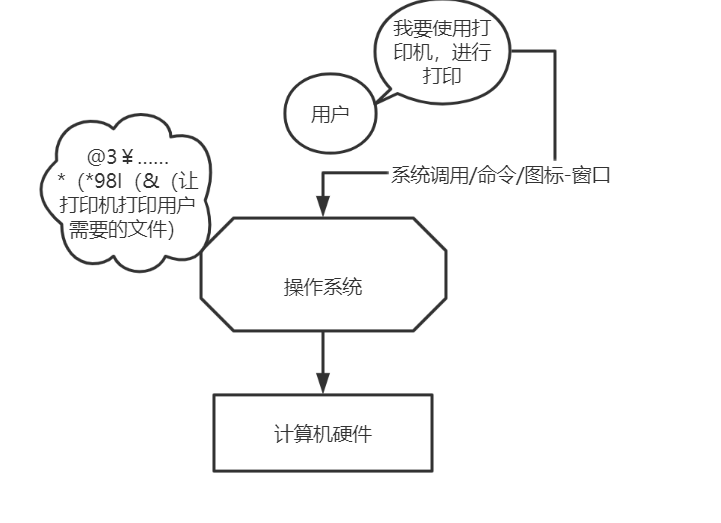 我要使用打
印机，进行
打印
用户
@3￥……
*（*98l（&（让
打印机打印用户
需要的文件）
系统调用/命令/图标-窗口
操作系统
计算机硬件